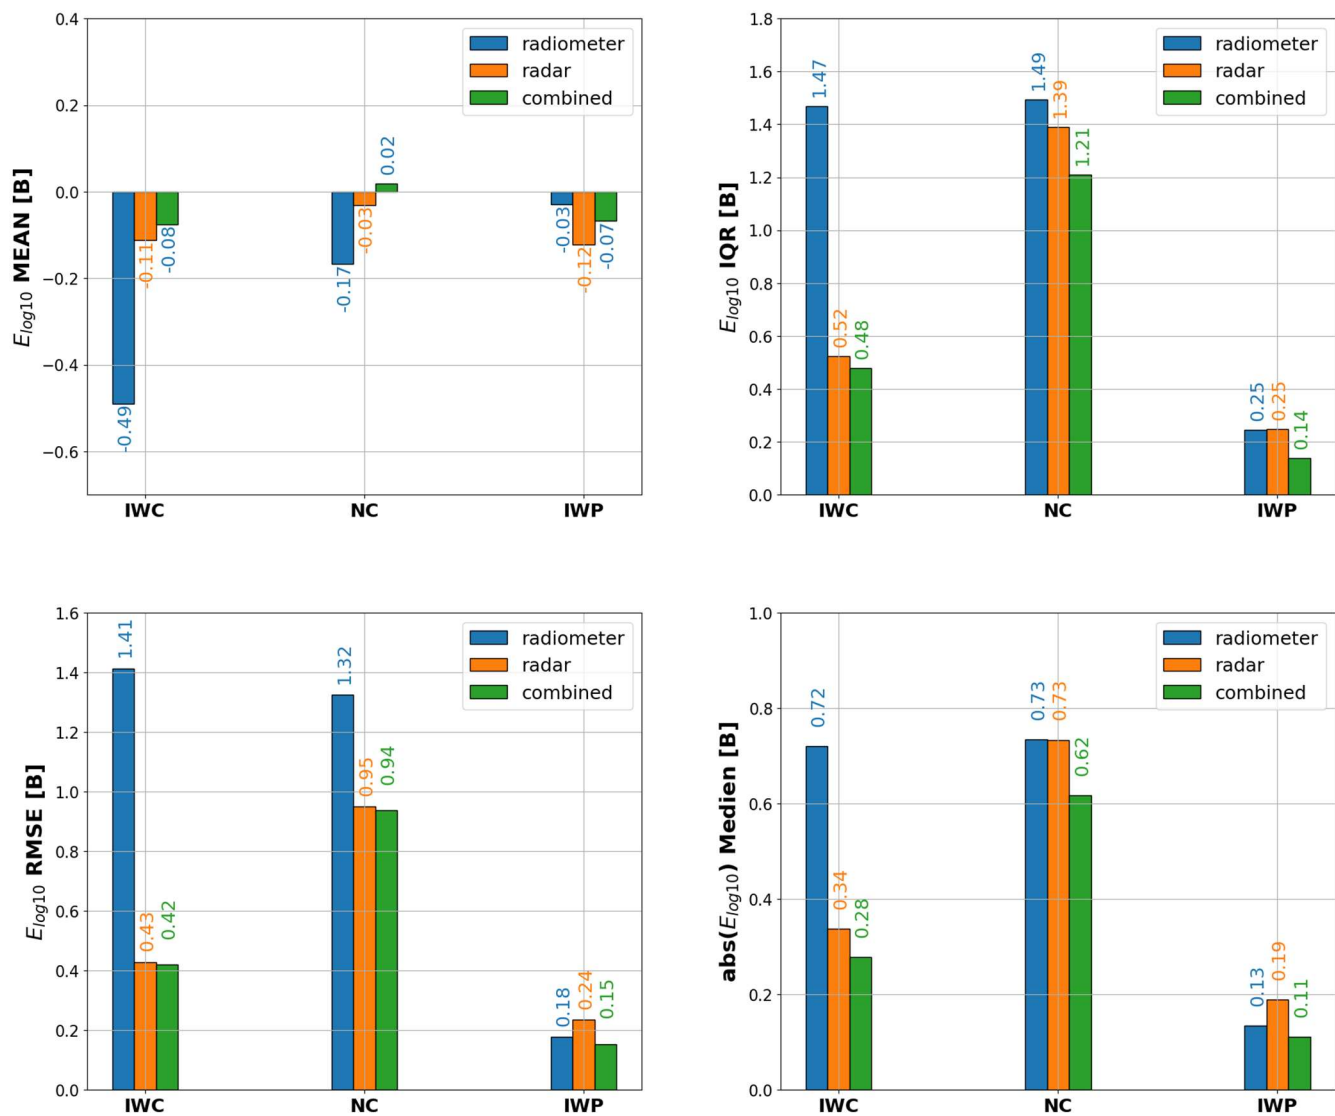 E_log10 MEAN [B]
0.4
0.2
0.0
−0.2
−0.4
−0.6
radiometer
radar
combined
-0.49
-0.11
-0.08
-0.17
-0.03
0.02
-0.03
-0.12
-0.07
IWC
NC
IWP
E_log10 IQR [B]
1.8
1.6
1.4
1.2
1.0
0.8
0.6
0.4
0.2
0.0
radiometer
radar
combined
1.47
0.52
0.48
1.49
1.39
1.21
0.25
0.25
0.14
IWC
NC
IWP
E_log10 RMSE [B]
1.6
1.4
1.2
1.0
0.8
0.6
0.4
0.2
0.0
radiometer
radar
combined
1.41
0.43
0.42
1.32
0.95
0.94
0.18
0.24
0.15
IWC
NC
IWP
abs(E_log10) Medien [B]
1.0
0.8
0.6
0.4
0.2
0.0
radiometer
radar
combined
0.72
0.34
0.28
0.73
0.73
0.62
0.13
0.19
0.11
IWC
NC
IWP